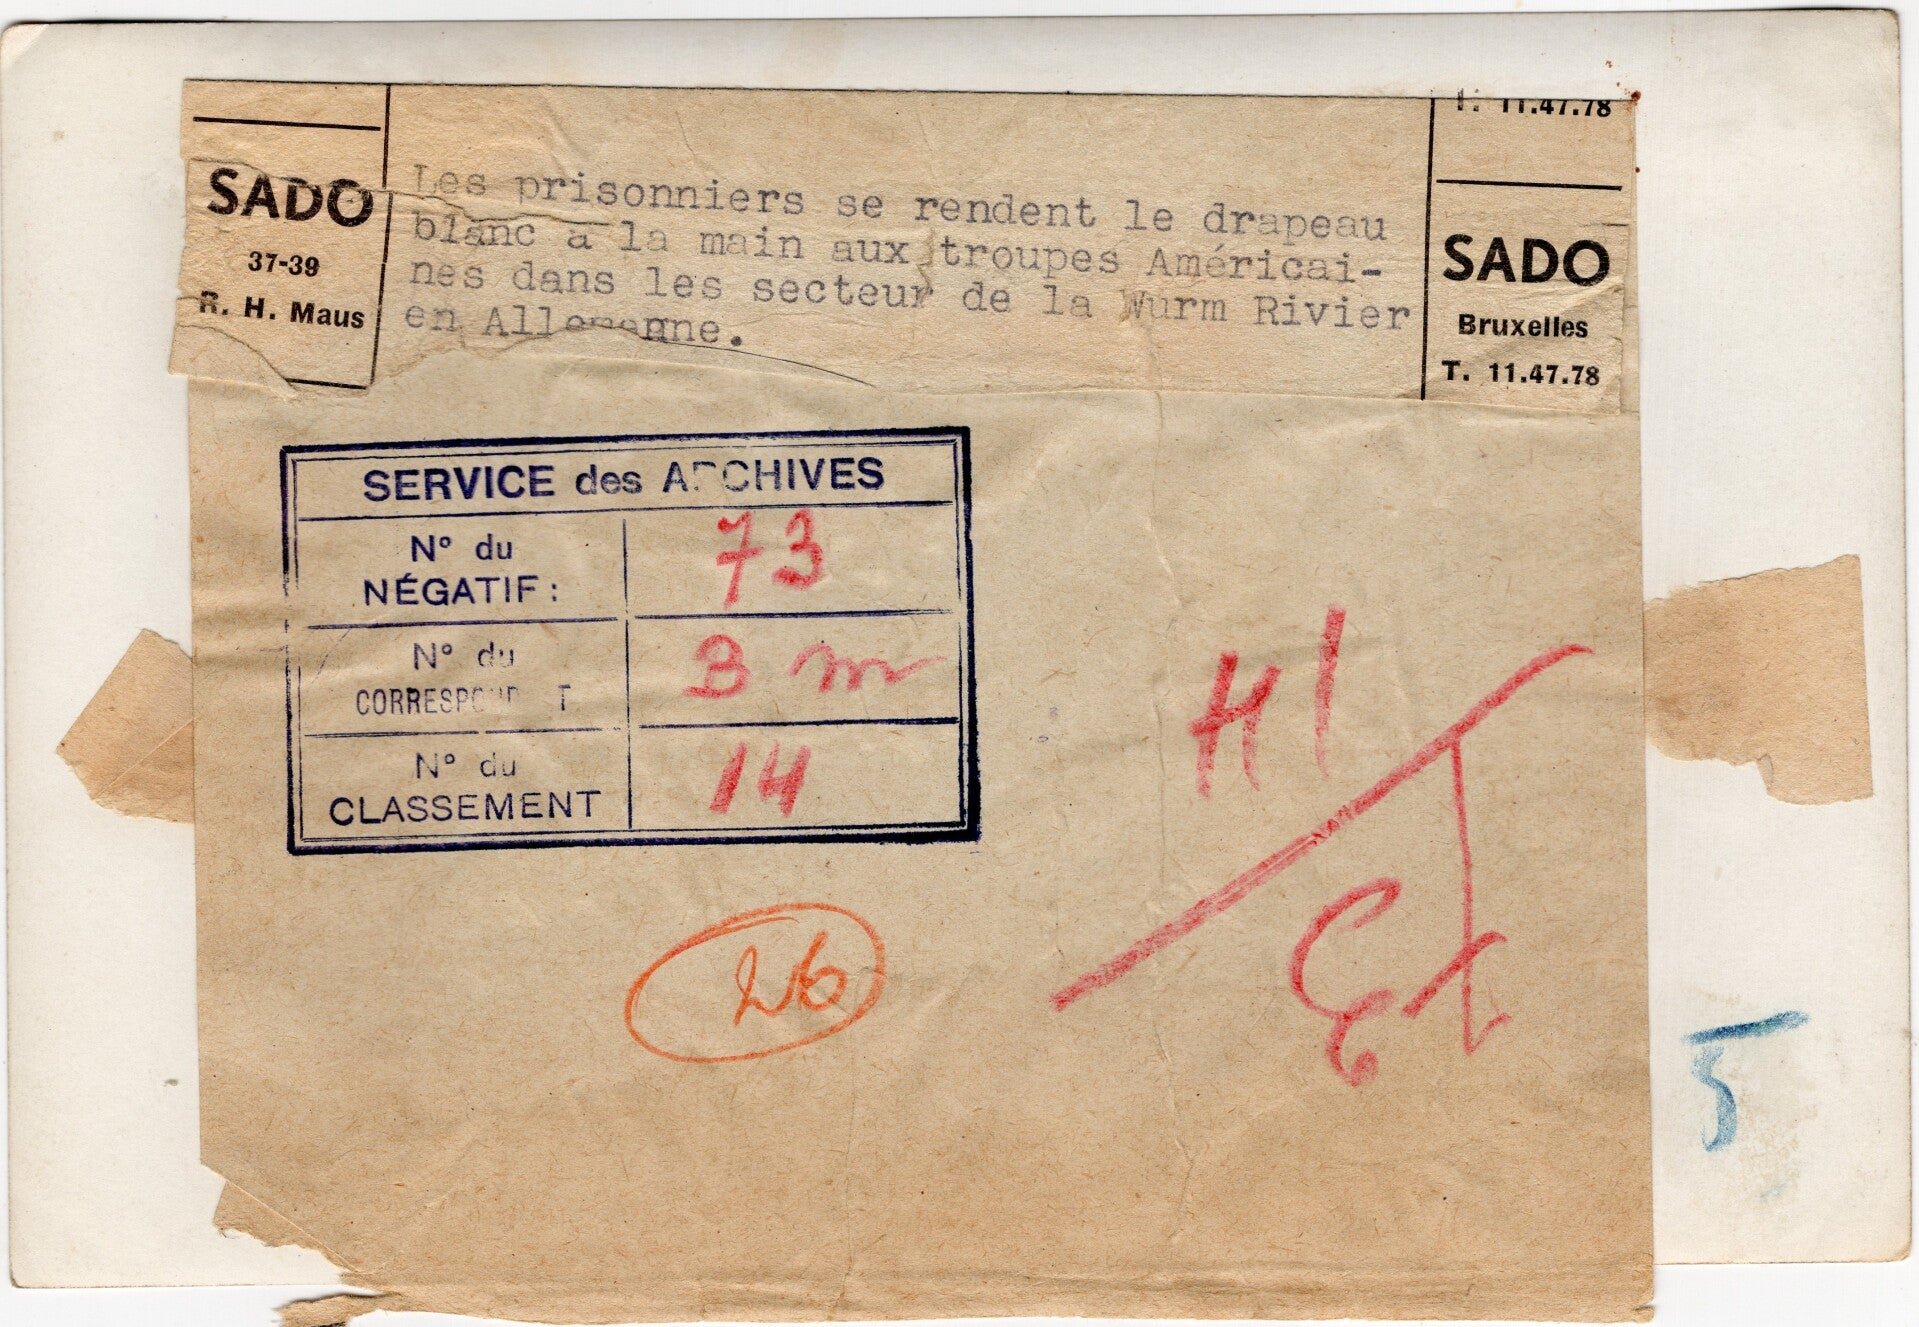 T. 11.47.78
SADO
37-39
R. H. Maus
Les prisonniers se rendent le drapeau
blanc à la main aux troupes Américai-
nes dans les secteur de la Wurm Rivier
en Allemagne.
SADO
Bruxelles
T. 11.47.78
SERVICE des ARCHIVES
N° du
NÉGATIF :
73
N° du
CORRESPONDANT
3 m
N° du
CLASSEMENT
14
41
26
5